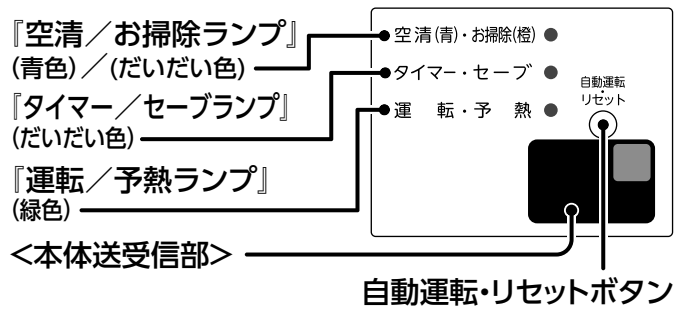 『空清／お掃除ランプ』
(青色)／(だいだい色)
『タイマー／セーブランプ』
(だいだい色)
『運転／予熱ランプ』
(緑色)
＜本体送受信部＞
空清(青)・お掃除(橙)
タイマー・セーブ
運転・予熱
自動運転
・
リセット
自動運転・リセットボタン